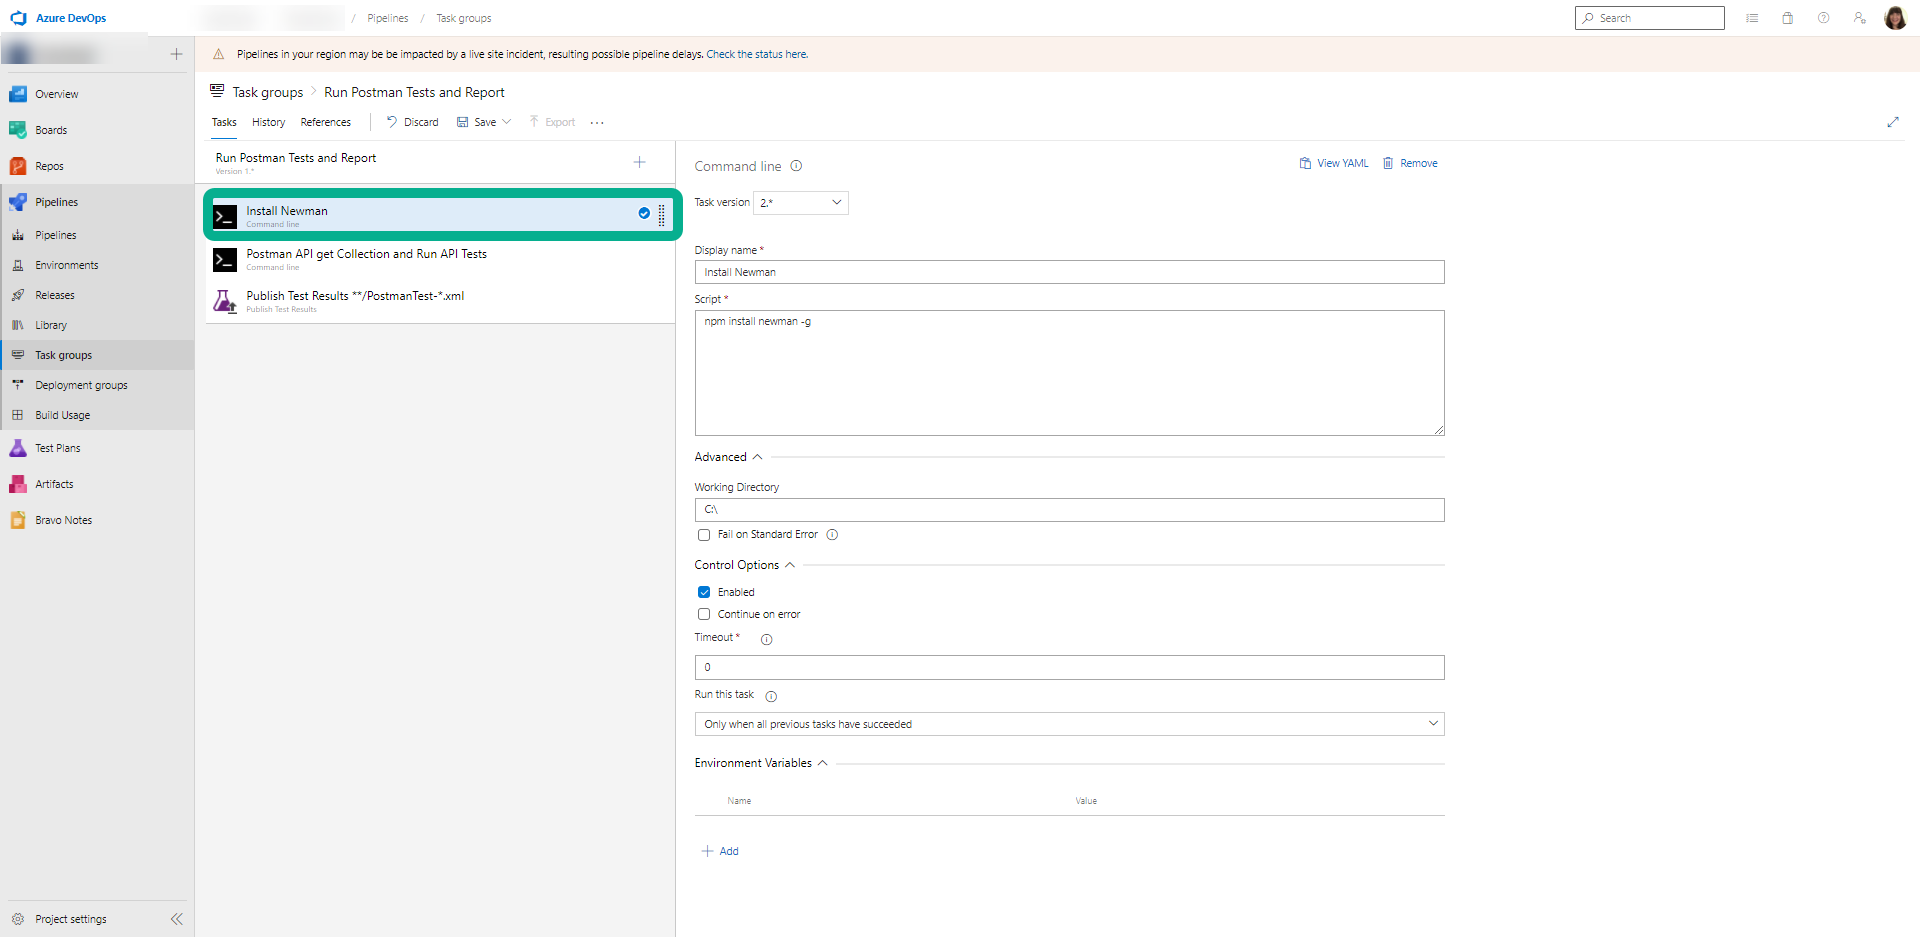 Azure DevOps
/ Pipelines / Task groups
Search
Pipelines in your region may be be impacted by a live site incident, resulting possible pipeline delays. Check the status here.
Overview
Boards
Repos
Pipelines
Pipelines
Environments
Releases
Library
Task groups
Deployment groups
Build Usage
Test Plans
Artifacts
Bravo Notes
Project settings
Task groups > Run Postman Tests and Report
Tasks History References Discard Save Export ...
Run Postman Tests and Report
Version 1.*
Install Newman
Command line
Postman API get Collection and Run API Tests
Command line
Publish Test Results **/PostmanTest-*.xml
Publish Test Results
Command line
View YAML Remove
Task version 2.*
Display name *
Install Newman
Script *
npm install newman -g
Advanced
Working Directory
C:\
Fail on Standard Error
Control Options
Enabled
Continue on error
Timeout *
0
Run this task
Only when all previous tasks have succeeded
Environment Variables
Name Value
Add